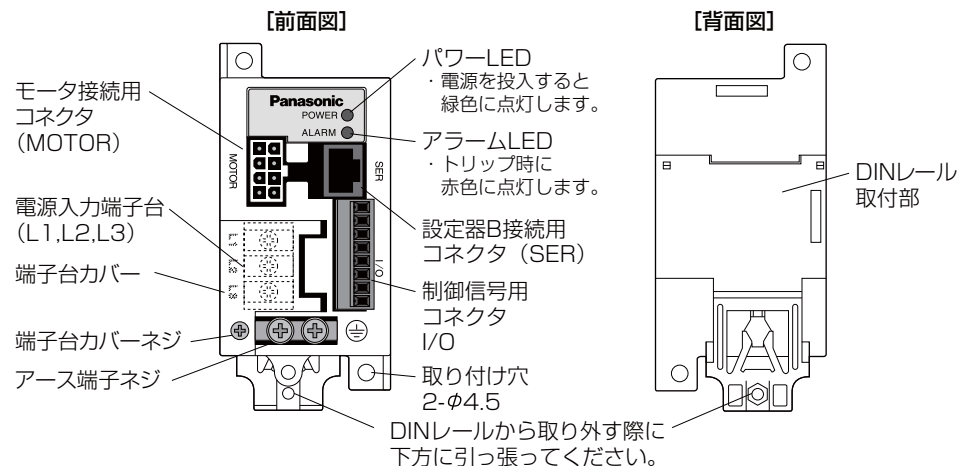 [前面図]
[背面図]
モータ接続用
コネクタ
(MOTOR)
電源入力端子台
(L1,L2,L3)
端子台カバー
端子台カバーネジ
アース端子ネジ
Panasonic
POWER
ALARM
MOTOR
SER
L1
L2
L3
I/O
パワーLED
・電源を投入すると
緑色に点灯します。
アラームLED
・トリップ時に
赤色に点灯します。
設定器B接続用
コネクタ（SER）
制御信号用
コネクタ
I/O
取り付け穴
2-φ4.5
DINレールから取り外す際に
下方に引っ張ってください。
DINレール
取付部